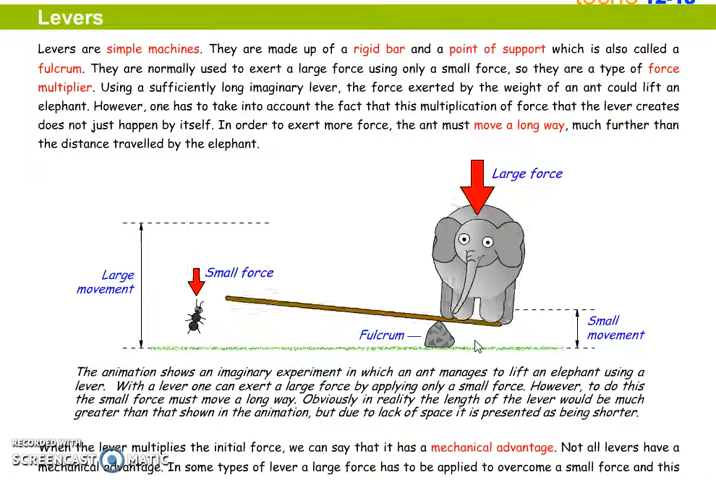 12-18
Levers
Levers are simple machines. They are made up of a rigid bar and a point of support which is also called a
fulcrum. They are normally used to exert a large force using only a small force, so they are a type of force
multiplier. Using a sufficiently long imaginary lever, the force exerted by the weight of an ant could lift an
elephant. However, one has to take into account the fact that this multiplication of force that the lever creates
does not just happen by itself. In order to exert more force, the ant must move a long way, much further than
the distance travelled by the elephant.
Large force
Large
movement
Small force
Fulcrum
Small
movement
The animation shows an imaginary experiment in which an ant manages to lift an elephant using a
lever. With a lever one can exert a large force by applying only a small force. However, to do this
the small force must move a long way. Obviously in reality the length of the lever would be much
greater than that shown in the animation, but due to lack of space it is presented as being shorter.
When the lever multiplies the initial force, we can say that it has a mechanical advantage. Not all levers have a
mechanical advantage. In some types of lever a large force has to be applied to overcome a small force and this
RECORDED WITH
SCREENCAST MATIC